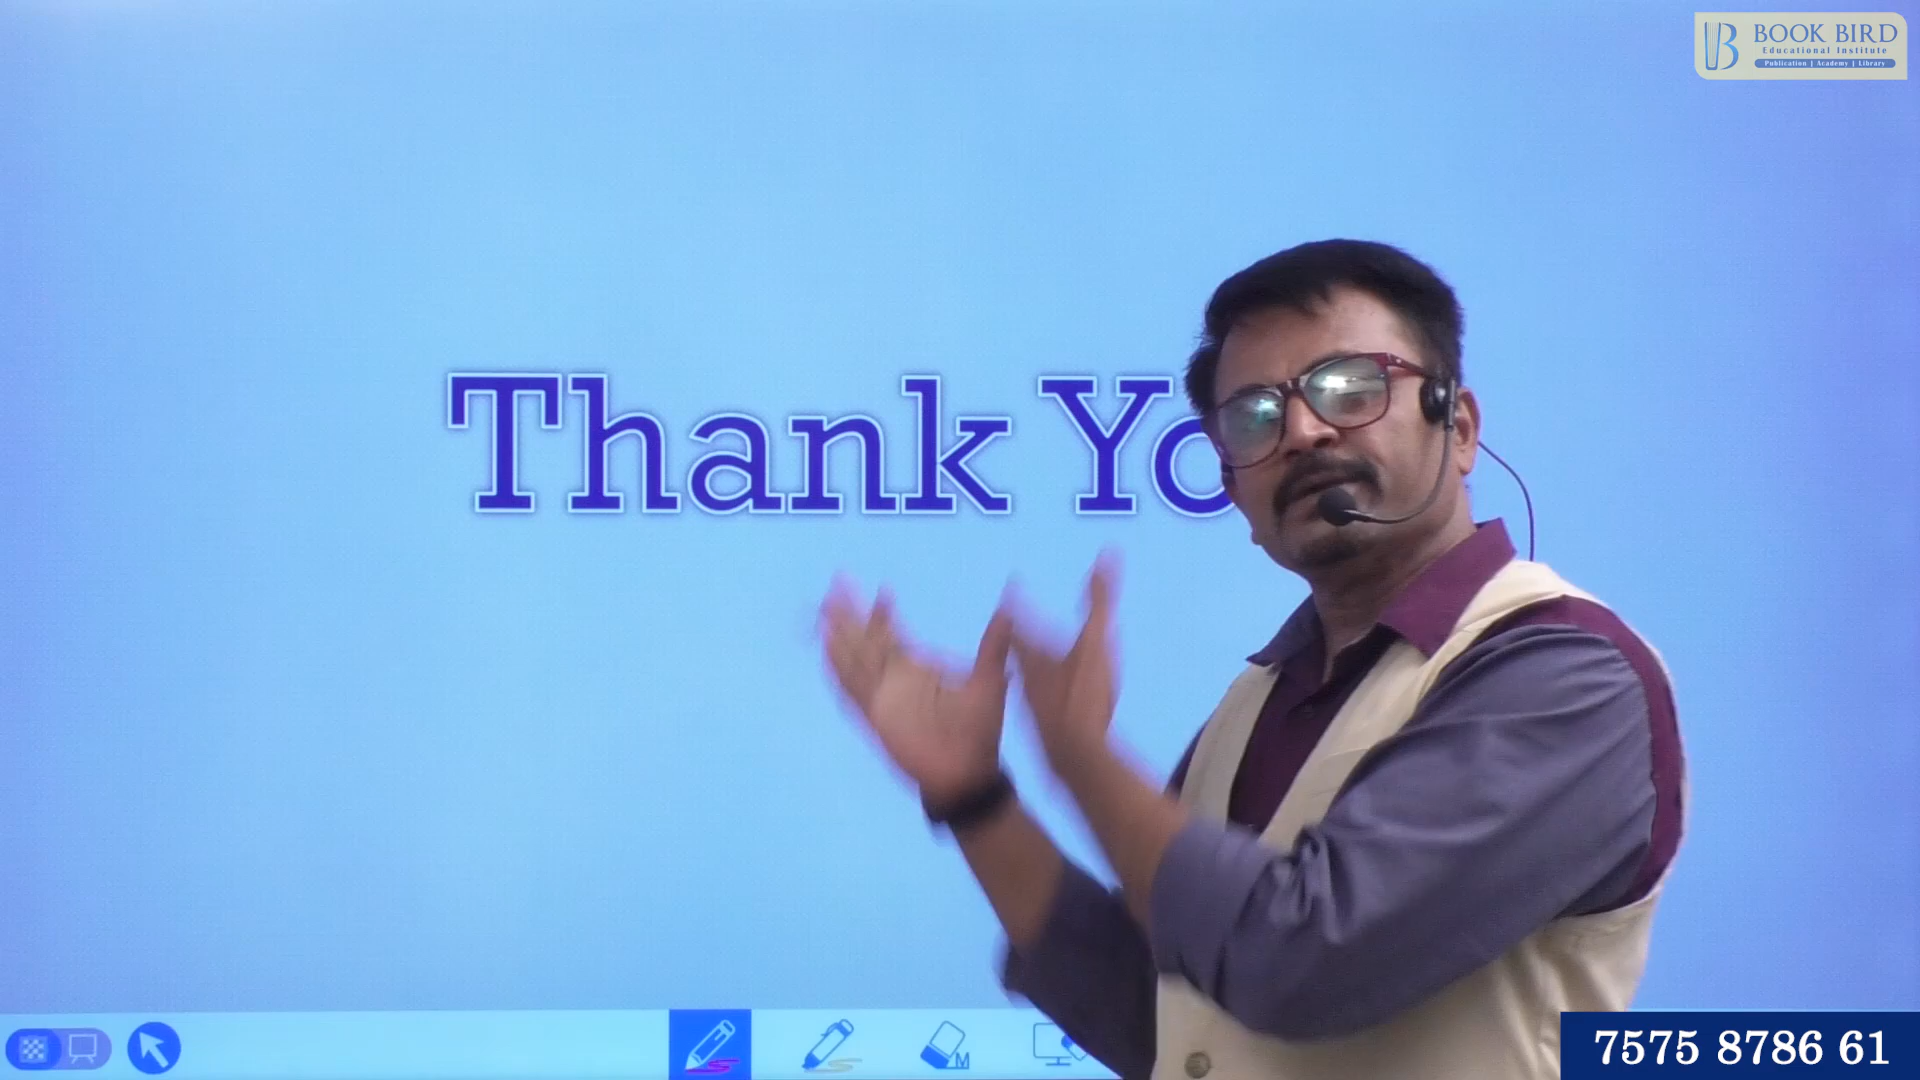 BOOK BIRD
Educational Institute
Publication | Academy | Library
Thank Yo
M
7575 8786 61